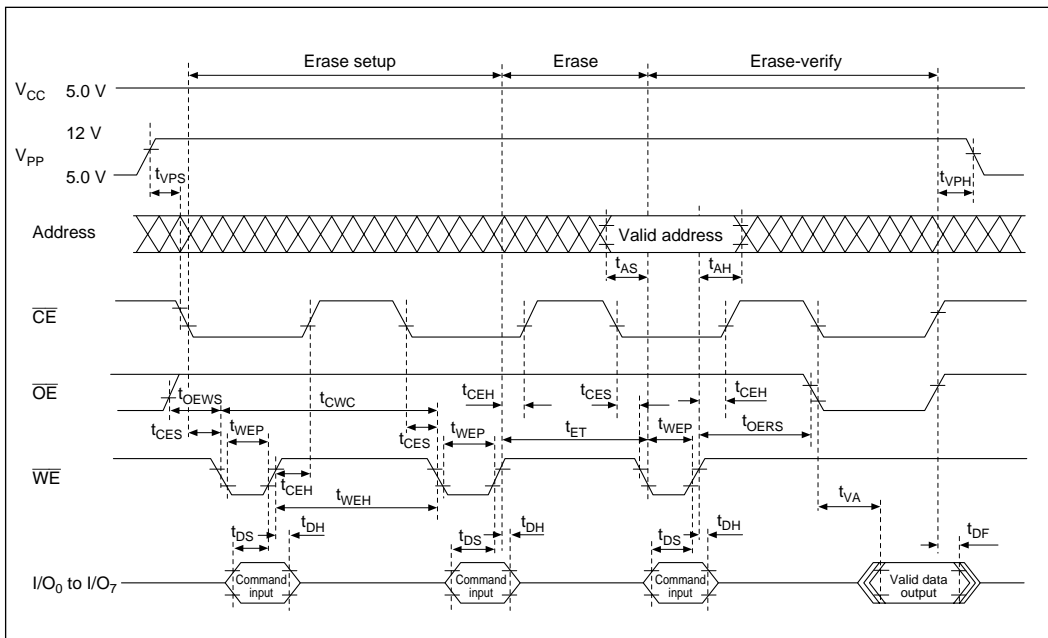 Erase setup Erase Erase-verify
VCC 5.0 V
12 V
VPP
5.0 V
tVPS tVPH
Address Valid address
tAS tAH
CE
OE
tOEWS tCWC tCEH tCES tCEH
tCES tWEP tCES tWEP tET tWEP tOERS
WE
tCEH tWEH tVA
tDS tDH tDS tDH tDS tDH tDF
I/O0 to I/O7 Command input Command input Command input Valid data output